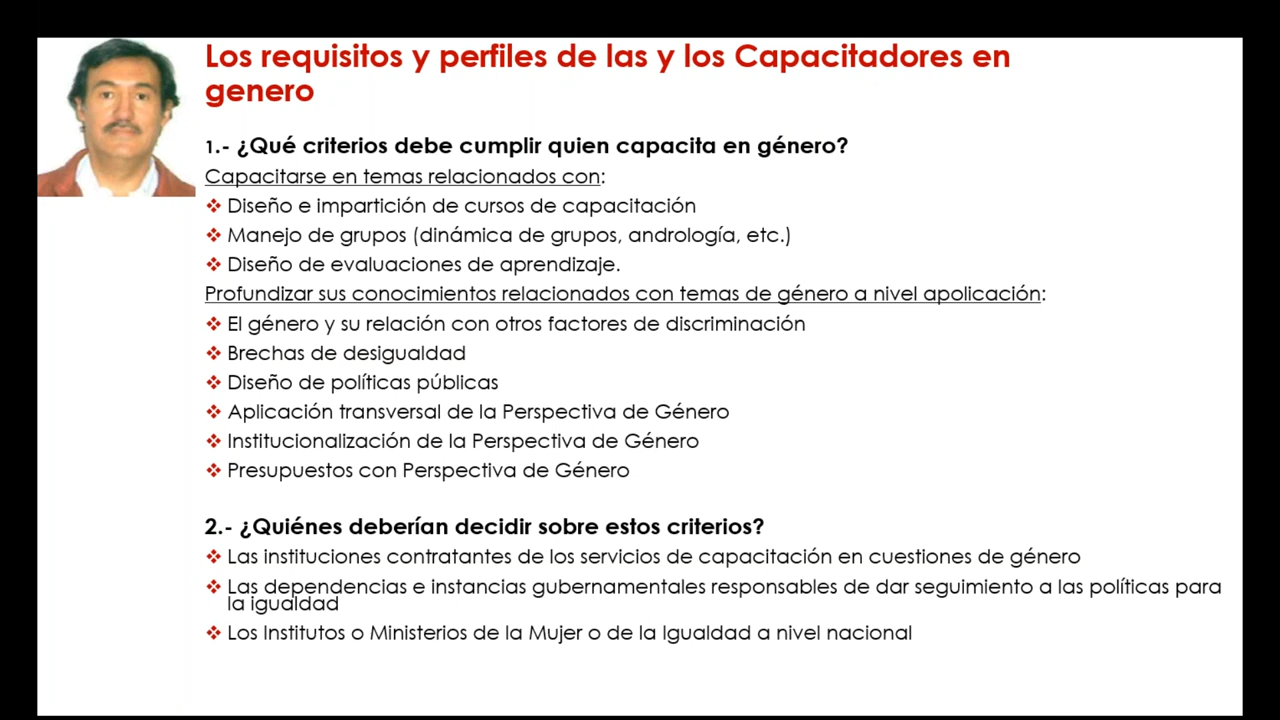 Los requisitos y perfiles de las y los Capacitadores en
genero
1.- ¿Qué criterios debe cumplir quien capacita en género?
Capacitarse en temas relacionados con:
❖ Diseño e impartición de cursos de capacitación
❖ Manejo de grupos (dinámica de grupos, andrología, etc.)
❖ Diseño de evaluaciones de aprendizaje.
Profundizar sus conocimientos relacionados con temas de género a nivel apolicación:
❖ El género y su relación con otros factores de discriminación
❖ Brechas de desigualdad
❖ Diseño de políticas públicas
❖ Aplicación transversal de la Perspectiva de Género
❖ Institucionalización de la Perspectiva de Género
❖ Presupuestos con Perspectiva de Género
2.- ¿Quiénes deberían decidir sobre estos criterios?
❖ Las instituciones contratantes de los servicios de capacitación en cuestiones de género
❖ Las dependencias e instancias gubernamentales responsables de dar seguimiento a las políticas para
la igualdad
❖ Los Institutos o Ministerios de la Mujer o de la Igualdad a nivel nacional